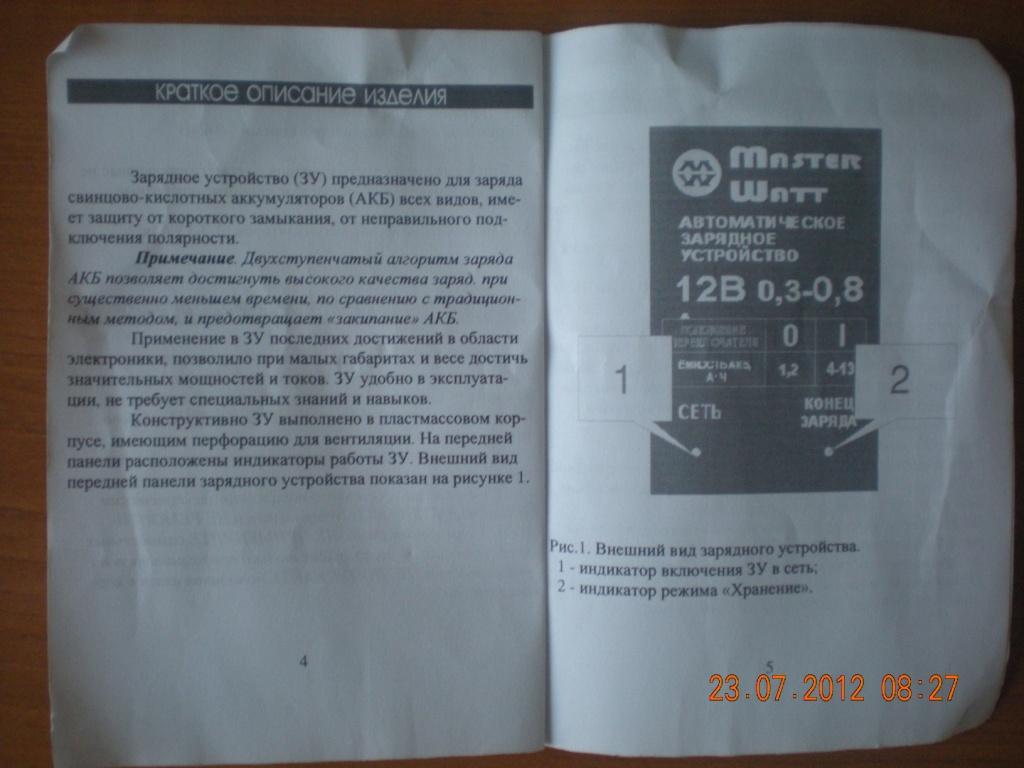 КРАТКОЕ ОПИСАНИЕ ИЗДЕЛИЯ
Зарядное устройство (ЗУ) предназначено для заряда
свинцово-кислотных аккумуляторов (АКБ) всех видов, име-
ет защиту от короткого замыкания, от неправильного под-
ключения полярности.
Примечание. Двухступенчатый алгоритм заряда
АКБ позволяет достигнуть высокого качества заряд. при
существенно меньшем времени, по сравнению с традицион-
ным методом, и предотвращает «закипание» АКБ.
Применение в ЗУ последних достижений в области
электроники, позволило при малых габаритах и весе достичь
значительных мощностей и токов. ЗУ удобно в эксплуата-
ции, не требует специальных знаний и навыков.
Конструктивно ЗУ выполнено в пластмассовом кор-
пусе, имеющим перфорацию для вентиляции. На передней
панели расположены индикаторы работы ЗУ. Внешний вид
передней панели зарядного устройства показан на рисунке 1.
4
MASTER
WATT
АВТОМАТИЧЕСКОЕ
ЗАРЯДНОЕ
УСТРОЙСТВО
12В 0,3-0,8
ПОЛОЖЕНИЕ
ПЕРЕКЛЮЧАТЕЛЯ 0 I
ЕМКОСТЬ АКБ,
А·Ч 1,2 4-13
1 2
СЕТЬ КОНЕЦ
ЗАРЯДА
Рис.1. Внешний вид зарядного устройства.
1 - индикатор включения ЗУ в сеть;
2 - индикатор режима «Хранение».
5
23.07.2012 08:27